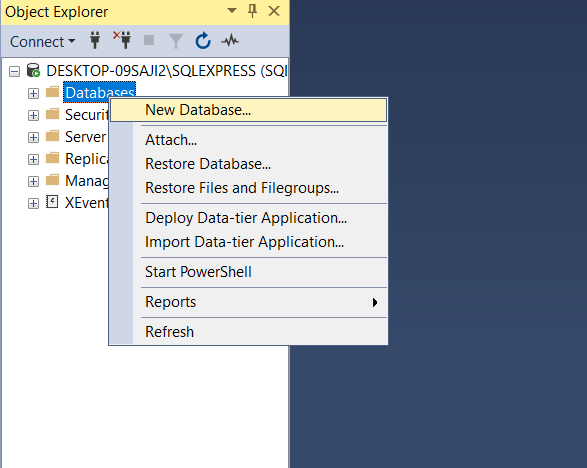 Object Explorer
Connect
DESKTOP-09SAJI2\SQLEXPRESS (SQL
Databases
New Database...
Securit
Attach...
Server
Restore Database...
Replica
Restore Files and Filegroups...
Manag
XEvent
Deploy Data-tier Application...
Import Data-tier Application...
Start PowerShell
Reports
Refresh